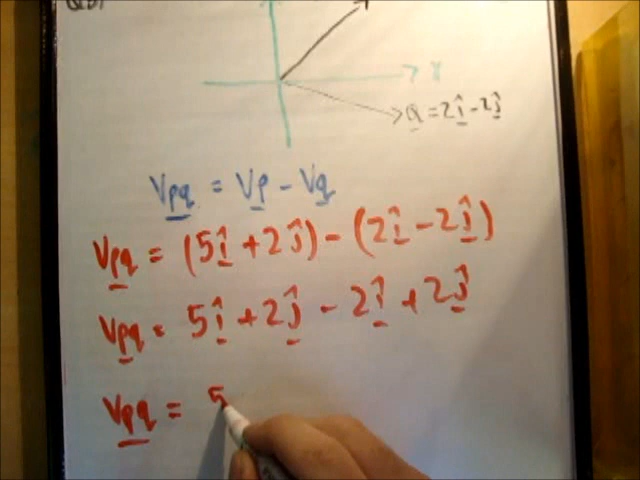 X
Q = 2î - 2ĵ
Vpq = Vp - Vq
Vpq = (5î + 2ĵ) - (2î - 2ĵ)
Vpq = 5î + 2ĵ - 2î + 2ĵ
Vpq = 5